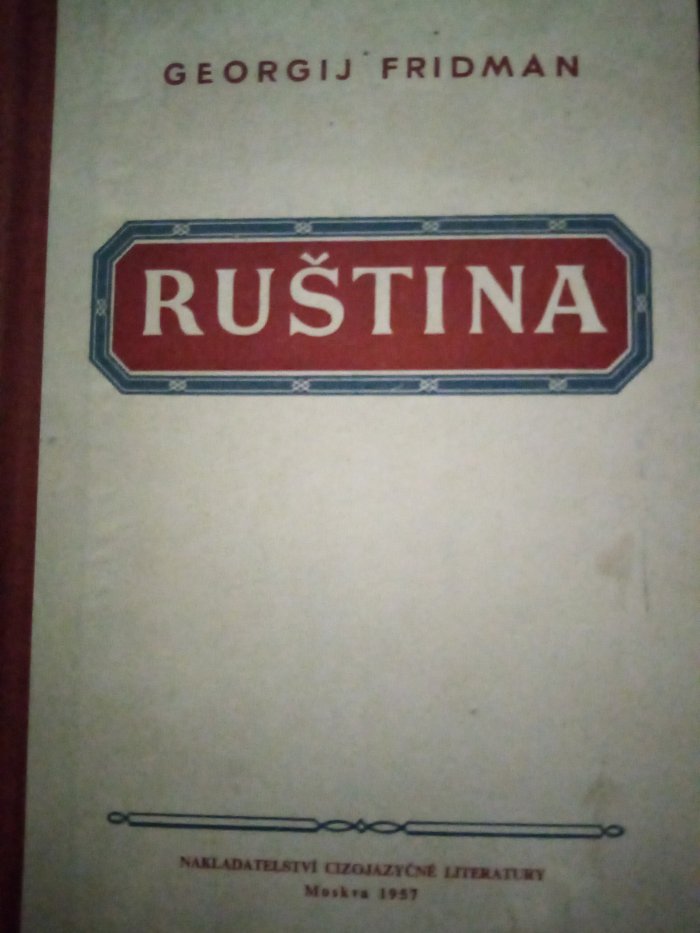 GEORGIJ FRIDMAN
RUŠTINA
NAKLADATELSTVÍ CIZOJAZYČNÉ LITERATURY
Moskva 1957